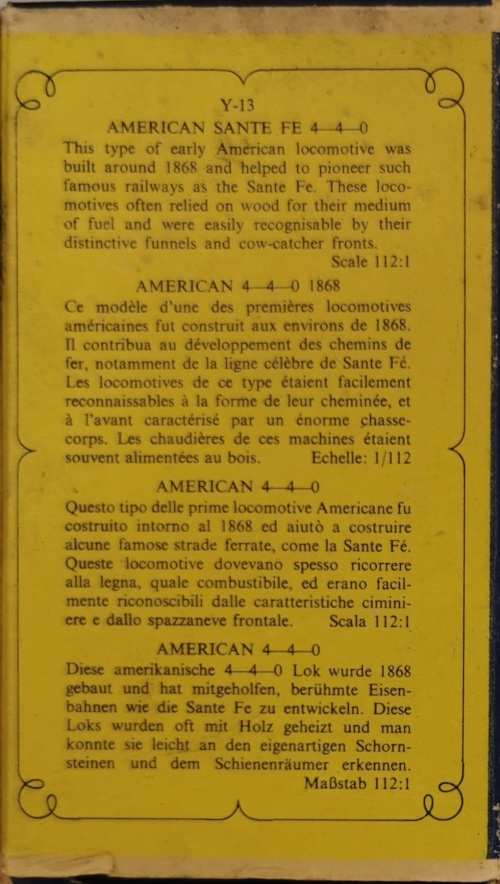 Y-13
AMERICAN SANTE FE 4—4—0
This type of early American locomotive was
built around 1868 and helped to pioneer such
famous railways as the Sante Fe. These loco-
motives often relied on wood for their medium
of fuel and were easily recognisable by their
distinctive funnels and cow-catcher fronts.
Scale 112:1
AMERICAN 4—4—0 1868
Ce modèle d'une des premières locomotives
américaines fut construit aux environs de 1868.
Il contribua au développement des chemins de
fer, notamment de la ligne célèbre de Sante Fé.
Les locomotives de ce type étaient facilement
reconnaissables à la forme de leur cheminée, et
à l'avant caractérisé par un énorme chasse-
corps. Les chaudières de ces machines étaient
souvent alimentées au bois. Echelle: 1/112
AMERICAN 4—4—0
Questo tipo delle prime locomotive Americane fu
costruito intorno al 1868 ed aiutò a costruire
alcune famose strade ferrate, come la Sante Fé.
Queste locomotive dovevano spesso ricorrere
alla legna, quale combustibile, ed erano facil-
mente riconoscibili dalle caratteristiche cimini-
ere e dallo spazzaneve frontale. Scala 112:1
AMERICAN 4—4—0
Diese amerikanische 4—4—0 Lok wurde 1868
gebaut und hat mitgeholfen, berühmte Eisen-
bahnen wie die Sante Fe zu entwickeln. Diese
Loks wurden oft mit Holz geheizt und man
konnte sie leicht an den eigenartigen Schorn-
steinen und dem Schienenräumer erkennen.
Maßstab 112:1